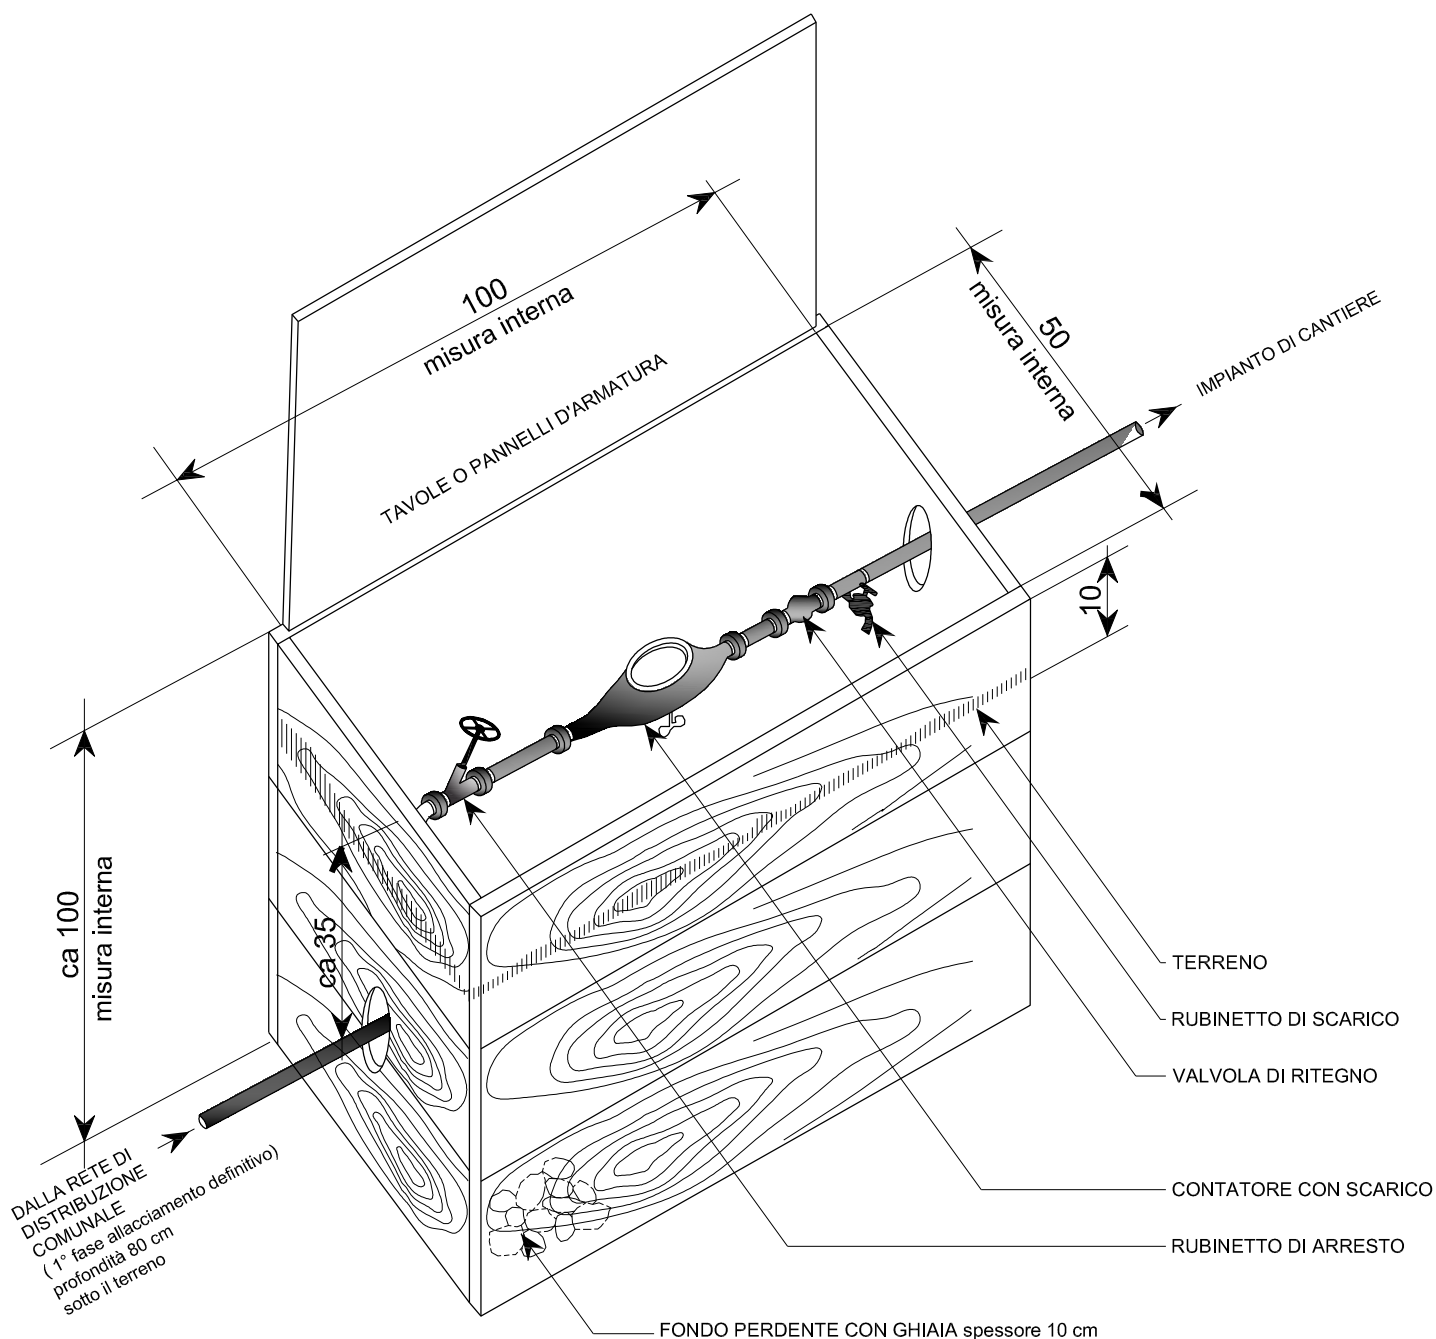 100
misura interna
TAVOLE O PANNELLI D'ARMATURA
50
misura interna
IMPIANTO DI CANTIERE
10
ca 100
misura interna
ca 35
DALLA RETE DI
DISTRIBUZIONE
COMUNALE
( 1° fase allacciamento definitivo)
profondità 80 cm
sotto il terreno
TERRENO
RUBINETTO DI SCARICO
VALVOLA DI RITEGNO
CONTATORE CON SCARICO
RUBINETTO DI ARRESTO
FONDO PERDENTE CON GHIAIA spessore 10 cm